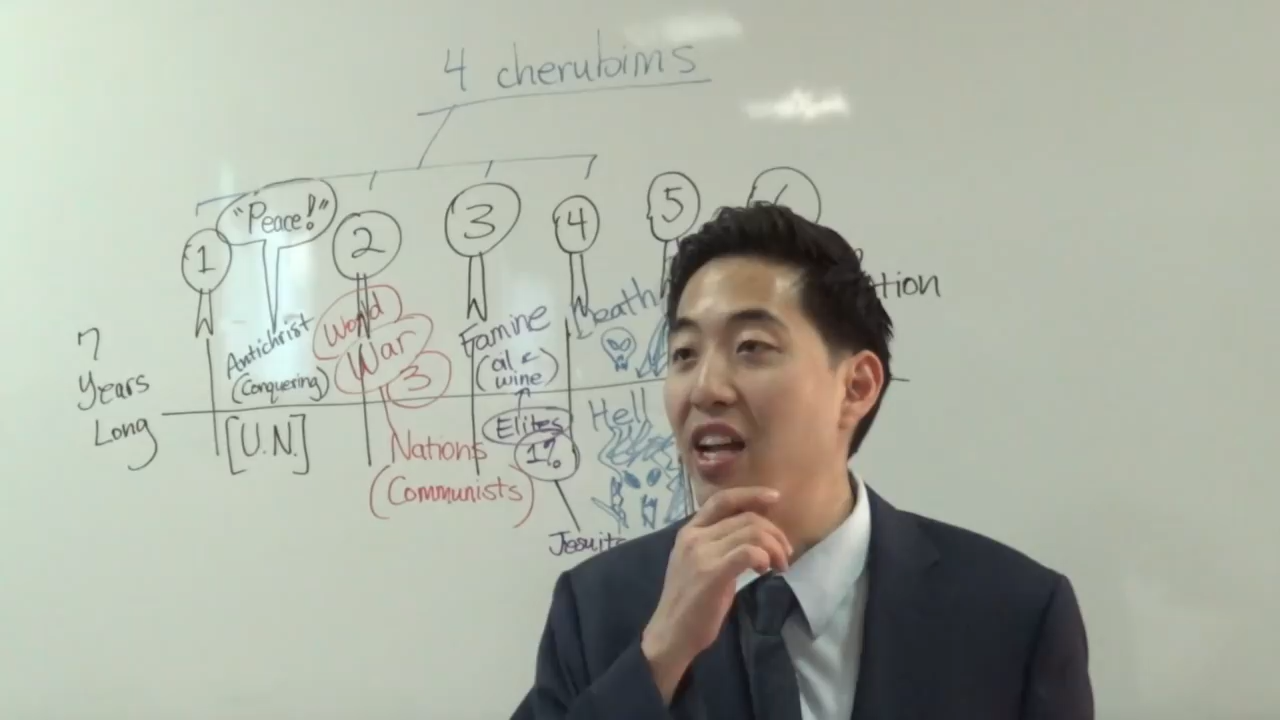 4 cherubims
"Peace!"
1
2
3
4
5
7
Years
Long
Antichrist
(Conquering)
[U.N.]
World
War
3
Nations
(Communists)
Famine
(oil &
wine)
Elites
1%
Jesuits
Death
Hell